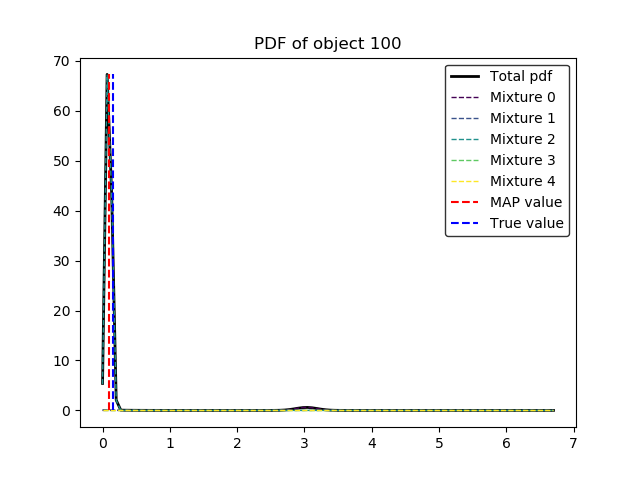 PDF of object 100
70
60
50
40
30
20
10
0
0 1 2 3 4 5 6 7
Total pdf
Mixture 0
Mixture 1
Mixture 2
Mixture 3
Mixture 4
MAP value
True value